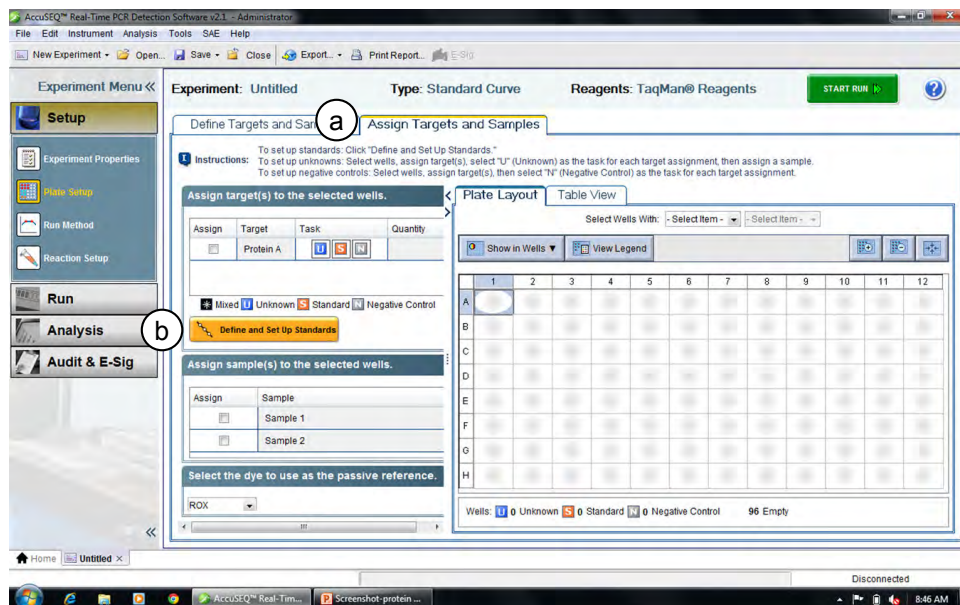 AccuSEQ™ Real-Time PCR Detection Software v2.1 - Administrator
File Edit Instrument Analysis Tools SAE Help
New Experiment Open... Save Close Export... Print Report... E-Sig
Experiment Menu «
Experiment: Untitled Type: Standard Curve Reagents: TaqMan® Reagents START RUN ?
Setup
Experiment Properties
Plate Setup
Run Method
Reaction Setup
Run
Analysis
Audit & E-Sig
«
a
b
Define Targets and Sam Assign Targets and Samples
Instructions: To set up standards: Click "Define and Set Up Standards."
To set up unknowns: Select wells, assign target(s), select "U" (Unknown) as the task for each target assignment, then assign a sample.
To set up negative controls: Select wells, assign target(s), then select "N" (Negative Control) as the task for each target assignment.
Assign target(s) to the selected wells.
Assign Target Task Quantity
Protein A U S N
Mixed U Unknown S Standard N Negative Control
Define and Set Up Standards
Assign sample(s) to the selected wells.
Assign Sample
Sample 1
Sample 2
Select the dye to use as the passive reference.
ROX
Plate Layout Table View
Select Wells With: - Select Item - - Select Item -
Show in Wells ▼ View Legend
1 2 3 4 5 6 7 8 9 10 11 12
A
B
C
D
E
F
G
H
Wells: U 0 Unknown S 0 Standard N 0 Negative Control 96 Empty
Home Untitled ×
Disconnected
AccuSEQ™ Real-Tim... Screenshot-protein ... 8:46 AM